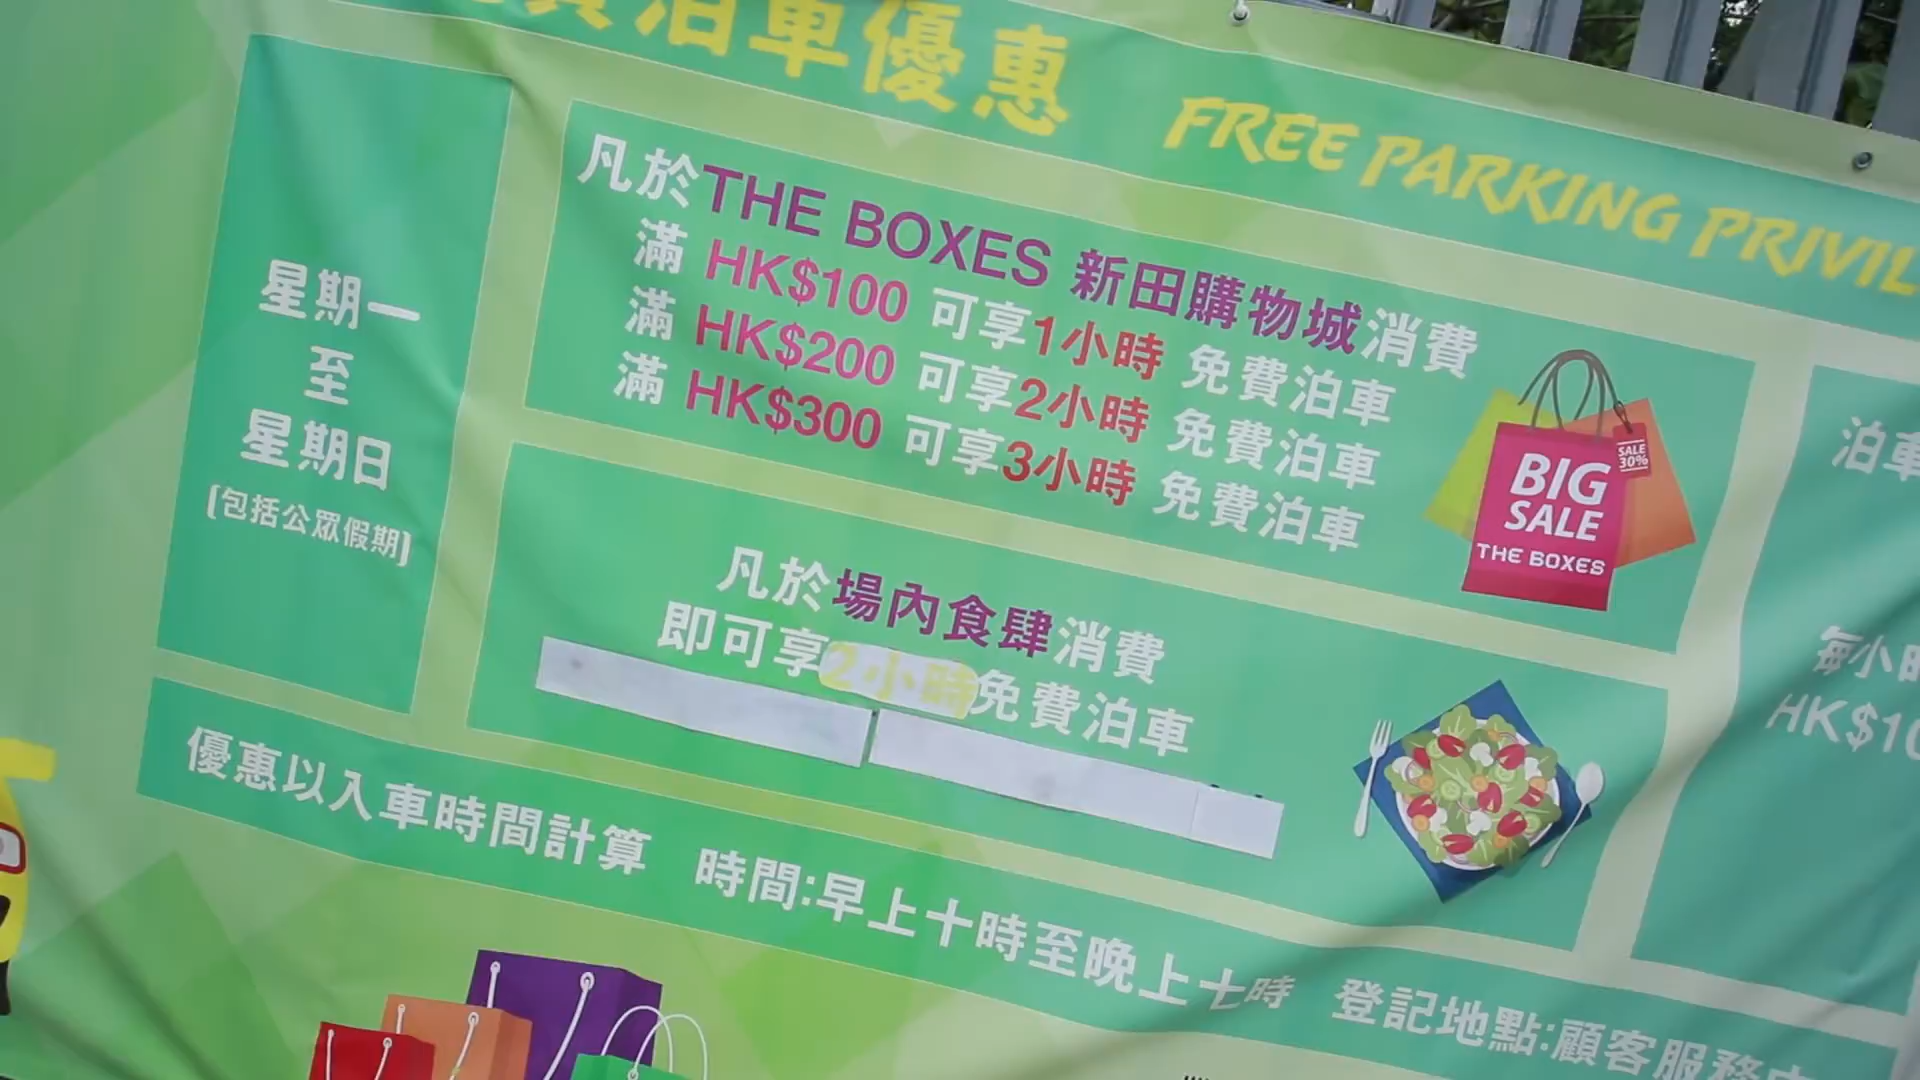 泊車優惠 FREE PARKING
星期一
至
星期日
(包括公眾假期)
凡於THE BOXES 新田購物城消費
滿 HK$100 可享1小時 免費泊車
滿 HK$200 可享2小時 免費泊車
滿 HK$300 可享3小時 免費泊車
SALE
30%
BIG
SALE
THE BOXES
凡於場內食肆消費
即可享2小時免費泊車
優惠以入車時間計算 時間:早上十時至晚上七時 登記地點:顧客服務
泊車
每小時